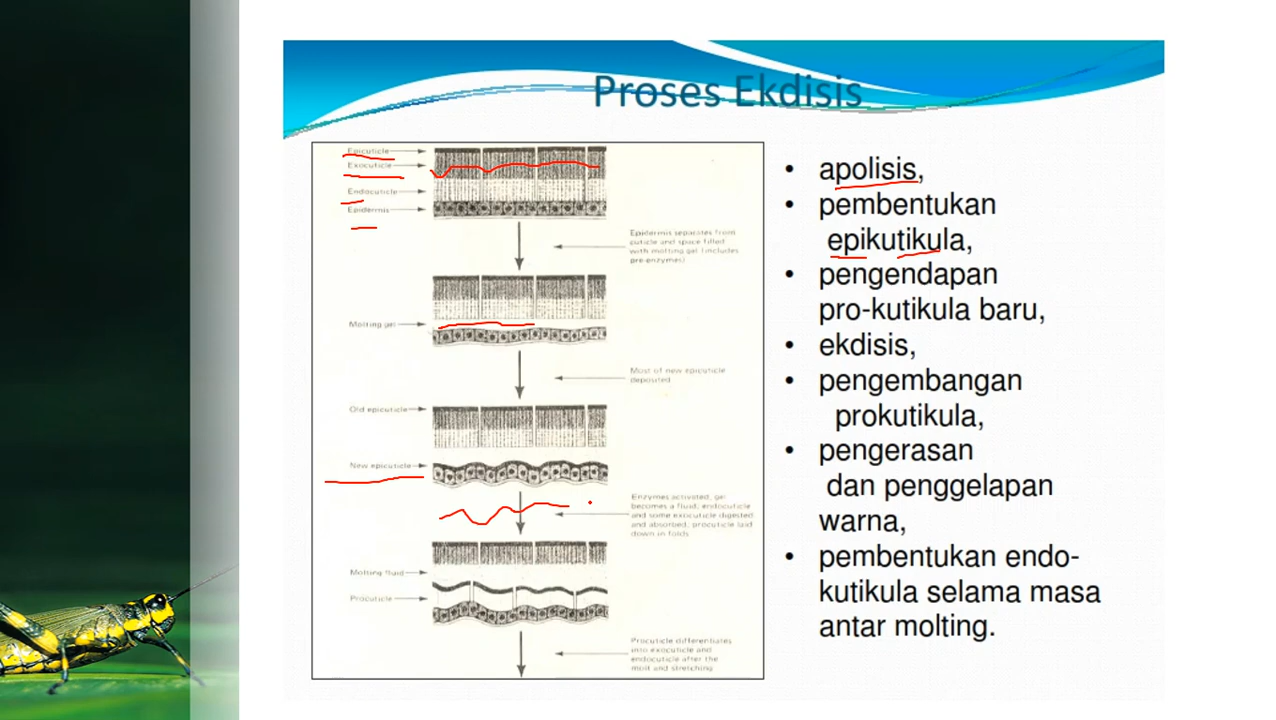 Proses Ekdisis
Epicuticle
Exocuticle
Endocuticle
Epidermis
Epidermis separates from
cuticle and space filled
with molting gel (includes
pre-enzymes)
Molting gel
Most of new epicuticle
deposited
Old epicuticle
New epicuticle
Enzymes activated, gel
becomes a fluid, endocuticle
and some exocuticle digested
and absorbed, procuticle laid
down in folds
Molting fluid
Procuticle
Procuticle differentiates
into exocuticle and
endocuticle after the
molt and stretching
• apolisis,
• pembentukan
epikutikula,
• pengendapan
pro-kutikula baru,
• ekdisis,
• pengembangan
prokutikula,
• pengerasan
dan penggelapan
warna,
• pembentukan endo-
kutikula selama masa
antar molting.